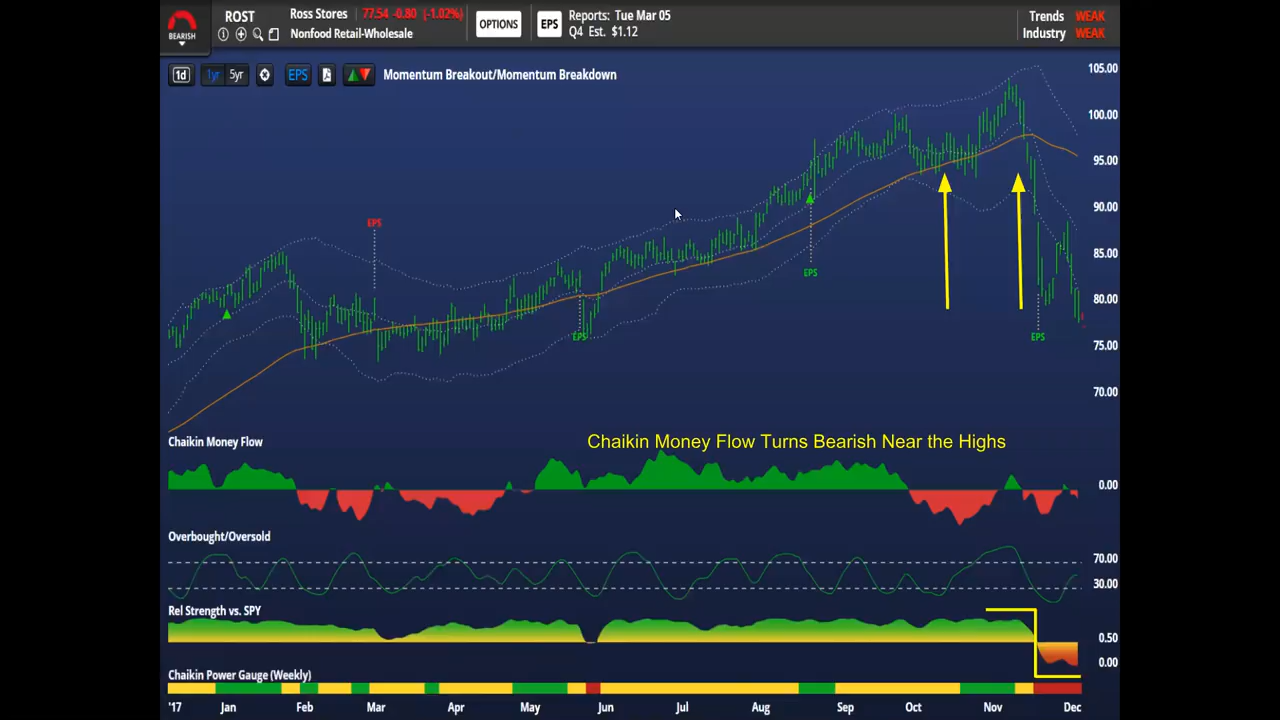 ROST
Ross Stores 77.54 -0.80 (-1.02%)
Nonfood Retail-Wholesale
BEARISH
OPTIONS
EPS
Reports: Tue Mar 05
Q4 Est. $1.12
Trends WEAK
Industry WEAK
1d 1yr 5yr EPS Momentum Breakout/Momentum Breakdown
105.00
100.00
95.00
90.00
85.00
80.00
75.00
70.00
EPS
EPS
EPS
EPS
Chaikin Money Flow
Chaikin Money Flow Turns Bearish Near the Highs
0.00
Overbought/Oversold
70.00
30.00
Rel Strength vs. SPY
0.50
0.00
Chaikin Power Gauge (Weekly)
'17 Jan Feb Mar Apr May Jun Jul Aug Sep Oct Nov Dec